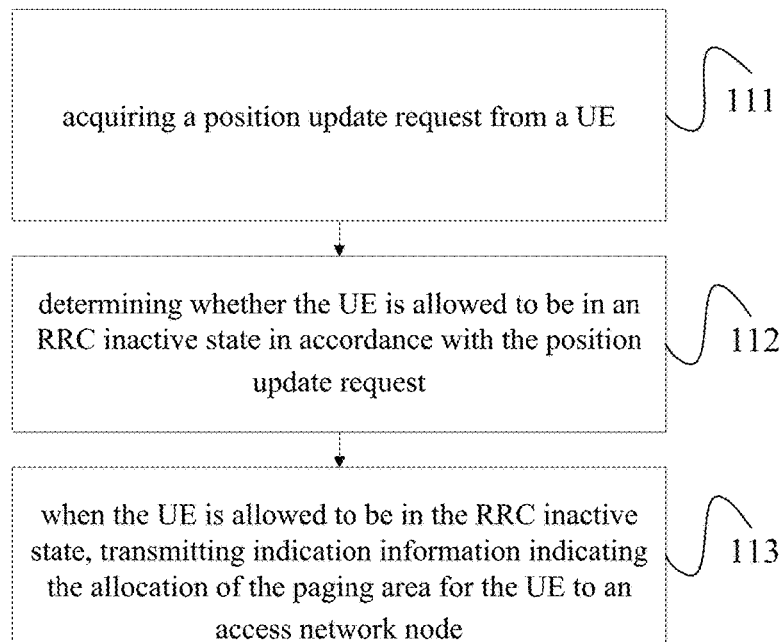 acquiring a position update request from a UE
111
determining whether the UE is allowed to be in an
RRC inactive state in accordance with the position
update request
112
when the UE is allowed to be in the RRC inactive
state, transmitting indication information indicating
the allocation of the paging area for the UE to an
access network node
113